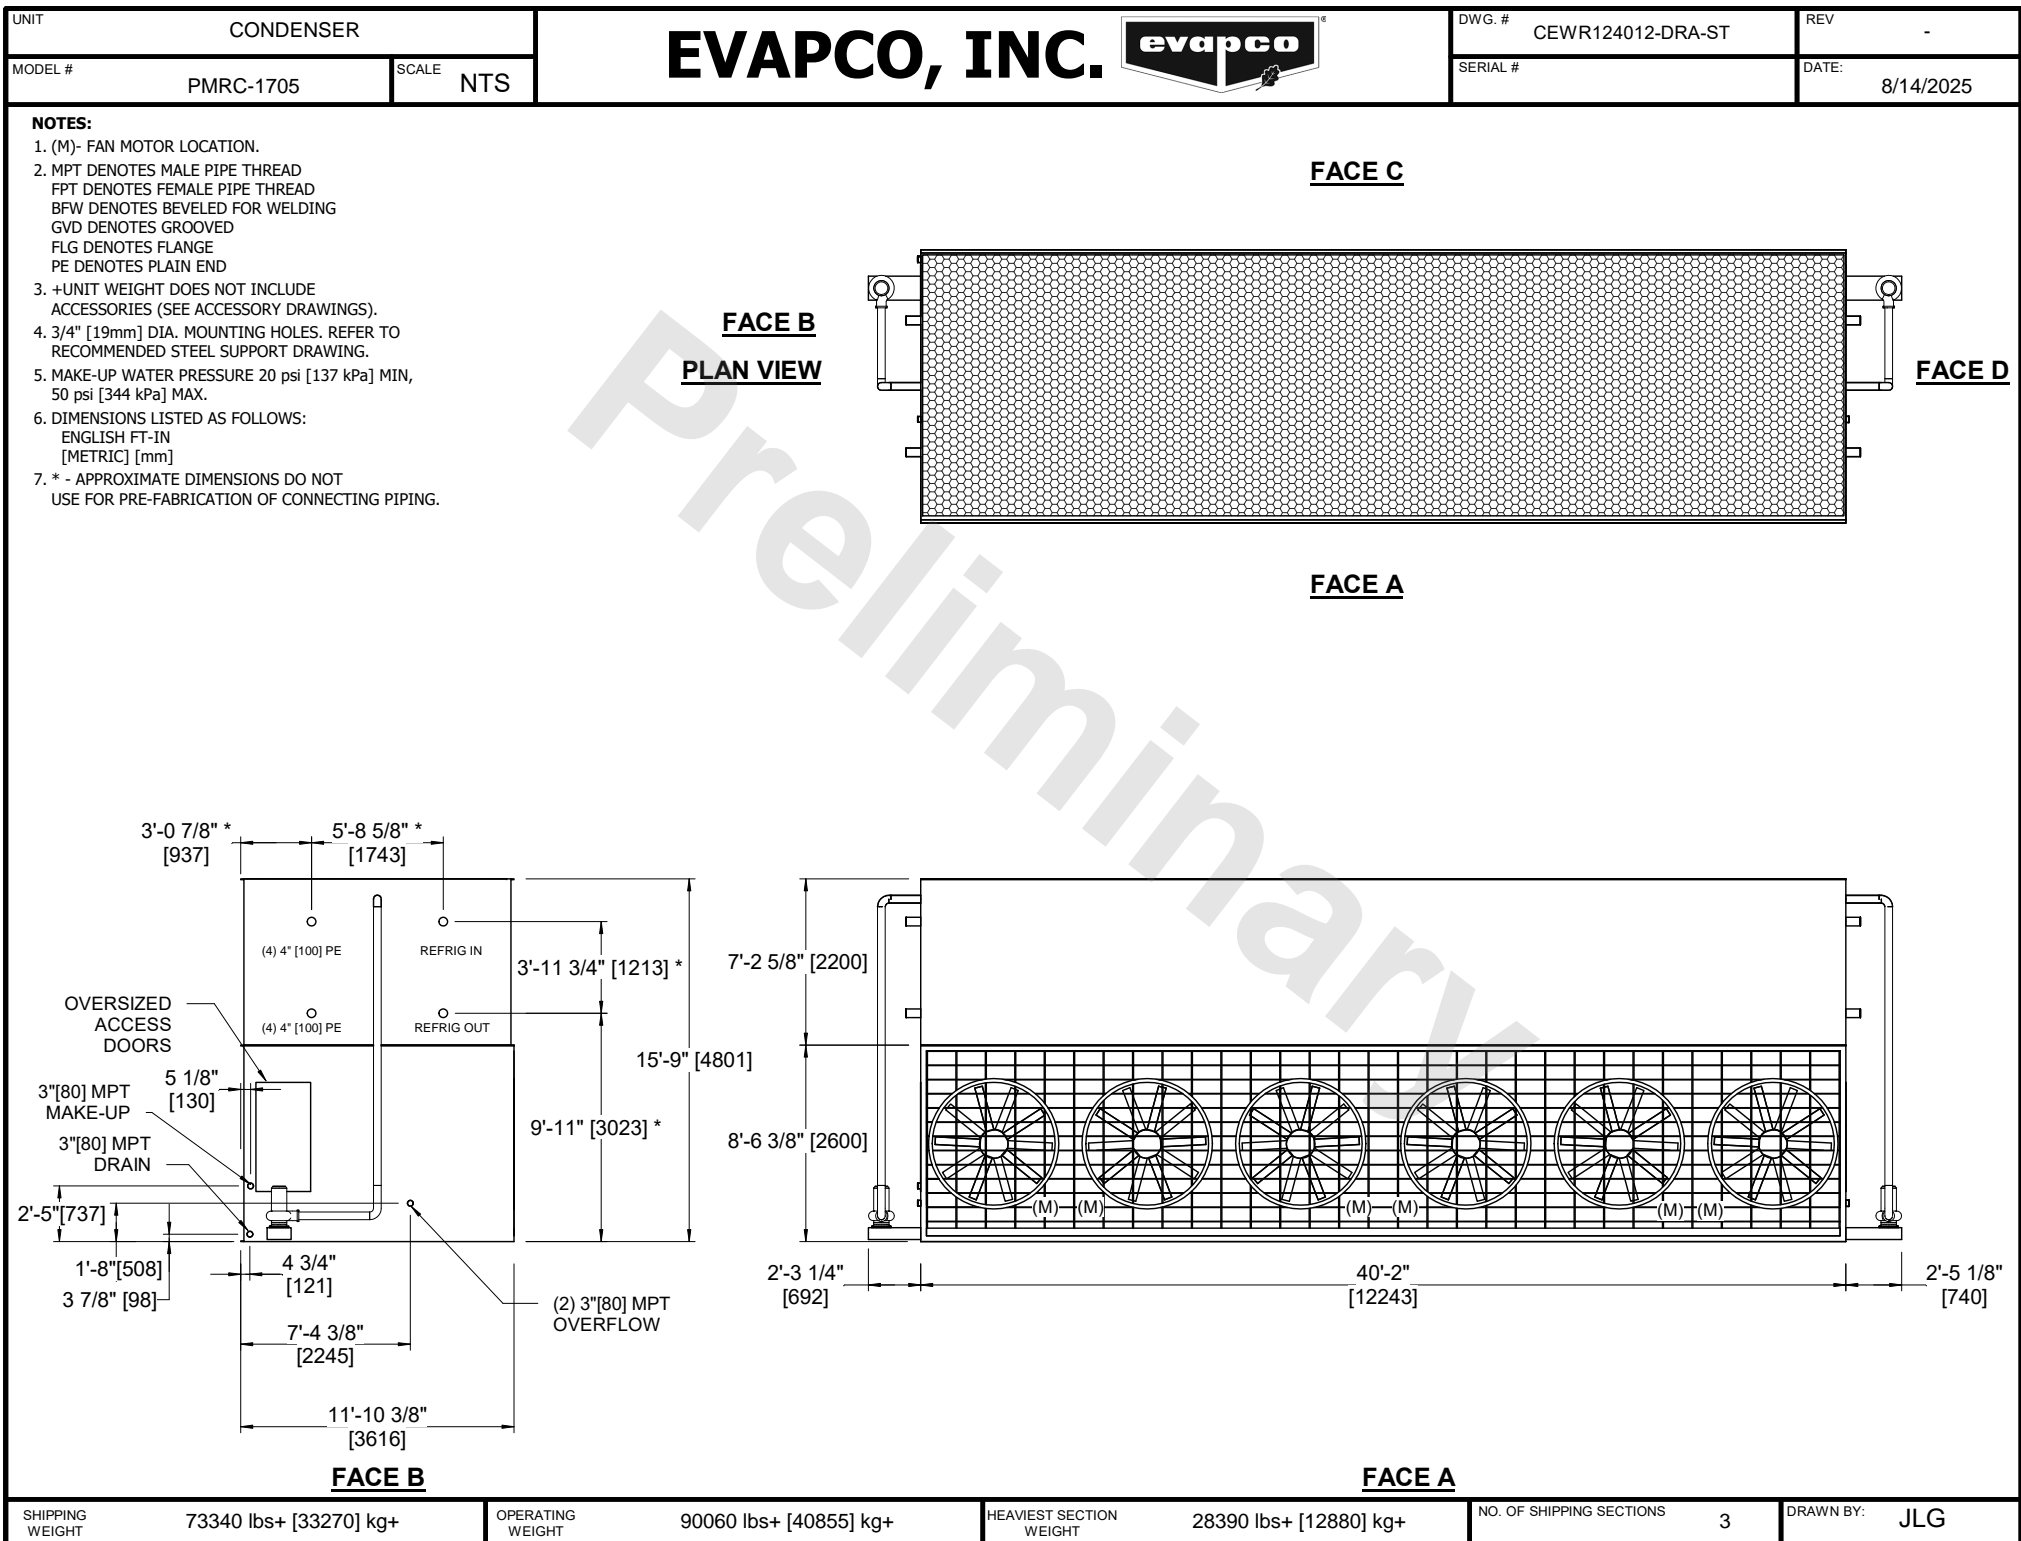 UNIT
CONDENSER
MODEL #
PMRC-1705
SCALE
NTS
EVAPCO, INC.
evapco
®
DWG. #
CEWR124012-DRA-ST
REV
-
SERIAL #
DATE:
8/14/2025
NOTES:
1. (M)- FAN MOTOR LOCATION.
2. MPT DENOTES MALE PIPE THREAD
FPT DENOTES FEMALE PIPE THREAD
BFW DENOTES BEVELED FOR WELDING
GVD DENOTES GROOVED
FLG DENOTES FLANGE
PE DENOTES PLAIN END
3. +UNIT WEIGHT DOES NOT INCLUDE
ACCESSORIES (SEE ACCESSORY DRAWINGS).
4. 3/4" [19mm] DIA. MOUNTING HOLES. REFER TO
RECOMMENDED STEEL SUPPORT DRAWING.
5. MAKE-UP WATER PRESSURE 20 psi [137 kPa] MIN,
50 psi [344 kPa] MAX.
6. DIMENSIONS LISTED AS FOLLOWS:
ENGLISH FT-IN
[METRIC] [mm]
7. * - APPROXIMATE DIMENSIONS DO NOT
USE FOR PRE-FABRICATION OF CONNECTING PIPING.
FACE C
FACE B
PLAN VIEW
FACE D
FACE A
Preliminary
3'-0 7/8" *
[937]
5'-8 5/8" *
[1743]
(4) 4" [100] PE
REFRIG IN
3'-11 3/4" [1213] *
(4) 4" [100] PE
REFRIG OUT
OVERSIZED
ACCESS
DOORS
15'-9" [4801]
5 1/8"
[130]
3"[80] MPT
MAKE-UP
3"[80] MPT
DRAIN
9'-11" [3023] *
2'-5"[737]
1'-8"[508]
3 7/8" [98]
4 3/4"
[121]
(2) 3"[80] MPT
OVERFLOW
7'-4 3/8"
[2245]
11'-10 3/8"
[3616]
FACE B
7'-2 5/8" [2200]
8'-6 3/8" [2600]
(M) (M) (M) (M) (M) (M)
2'-3 1/4"
[692]
40'-2"
[12243]
2'-5 1/8"
[740]
FACE A
SHIPPING
WEIGHT
73340 lbs+ [33270] kg+
OPERATING
WEIGHT
90060 lbs+ [40855] kg+
HEAVIEST SECTION
WEIGHT
28390 lbs+ [12880] kg+
NO. OF SHIPPING SECTIONS
3
DRAWN BY:
JLG